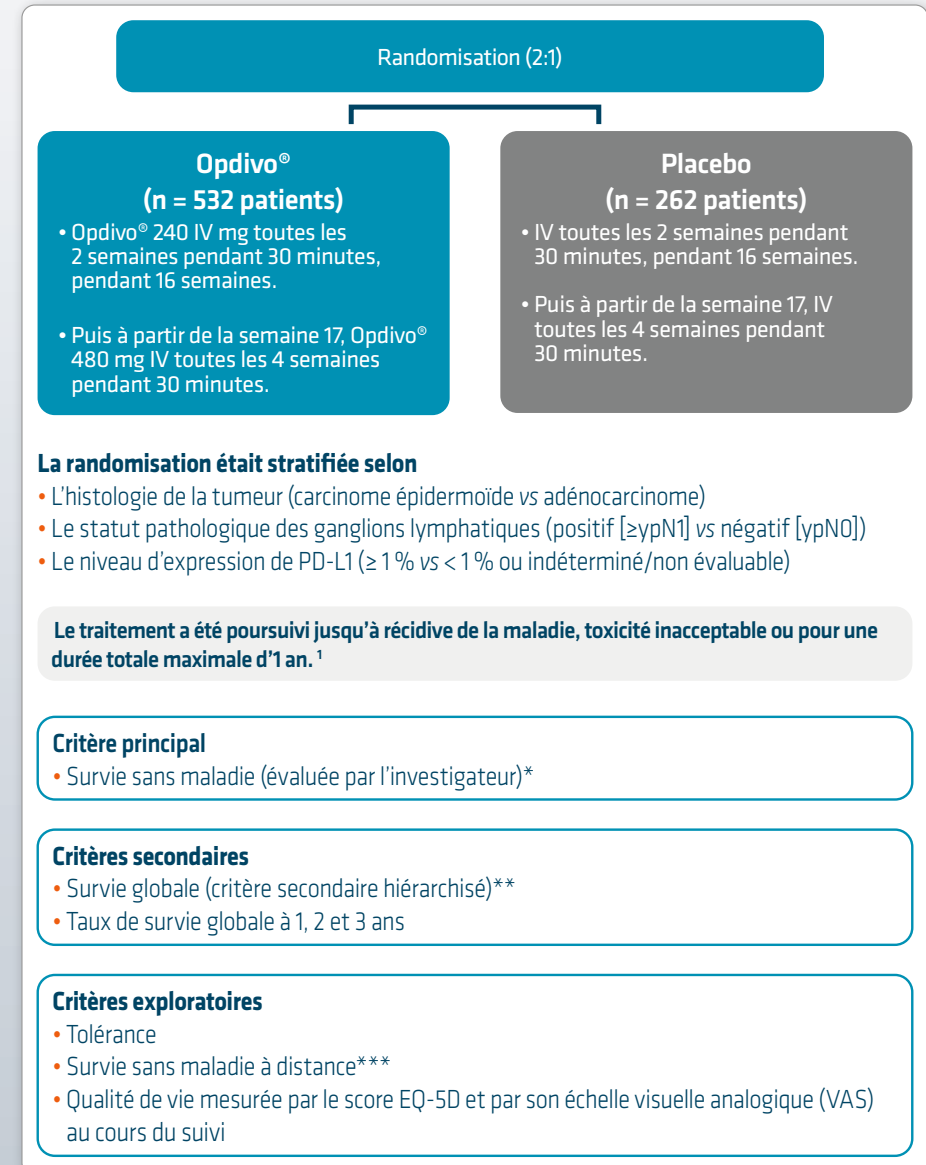 Randomisation (2:1)
Opdivo®
(n = 532 patients)
• Opdivo® 240 IV mg toutes les
2 semaines pendant 30 minutes,
pendant 16 semaines.
• Puis à partir de la semaine 17, Opdivo®
480 mg IV toutes les 4 semaines
pendant 30 minutes.
Placebo
(n = 262 patients)
• IV toutes les 2 semaines pendant
30 minutes, pendant 16 semaines.
• Puis à partir de la semaine 17, IV
toutes les 4 semaines pendant
30 minutes.
La randomisation était stratifiée selon
• L'histologie de la tumeur (carcinome épidermoïde vs adénocarcinome)
• Le statut pathologique des ganglions lymphatiques (positif [≥ypN1] vs négatif [ypN0])
• Le niveau d'expression de PD-L1 (≥ 1 % vs < 1 % ou indéterminé/non évaluable)
Le traitement a été poursuivi jusqu'à récidive de la maladie, toxicité inacceptable ou pour une
durée totale maximale d'1 an. ¹
Critère principal
• Survie sans maladie (évaluée par l'investigateur)*
Critères secondaires
• Survie globale (critère secondaire hiérarchisé)**
• Taux de survie globale à 1, 2 et 3 ans
Critères exploratoires
• Tolérance
• Survie sans maladie à distance***
• Qualité de vie mesurée par le score EQ-5D et par son échelle visuelle analogique (VAS)
au cours du suivi